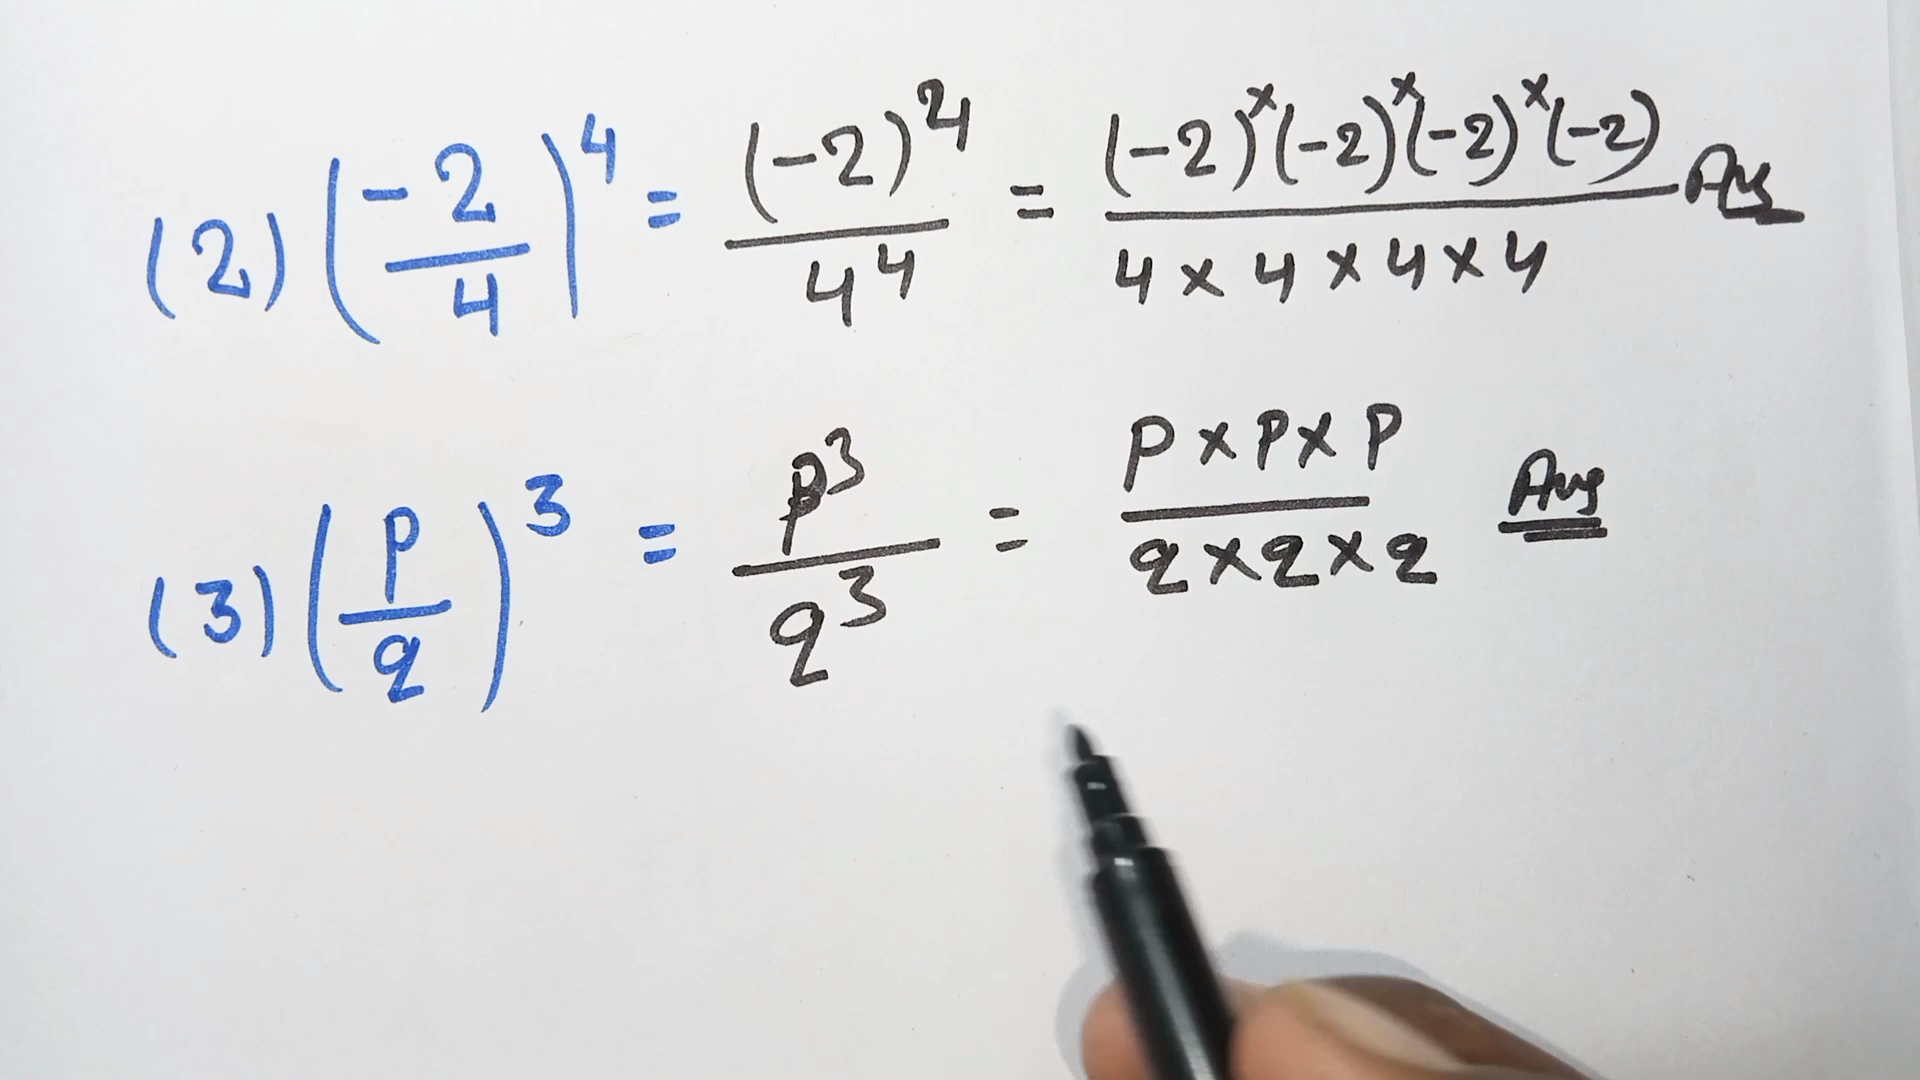 (2) (-2/4)^4 = (-2)^4/4^4 = (-2)×(-2)×(-2)×(-2)/4×4×4×4 Ans
(3) (p/q)^3 = p^3/q^3 = p×p×p/q×q×q Ans